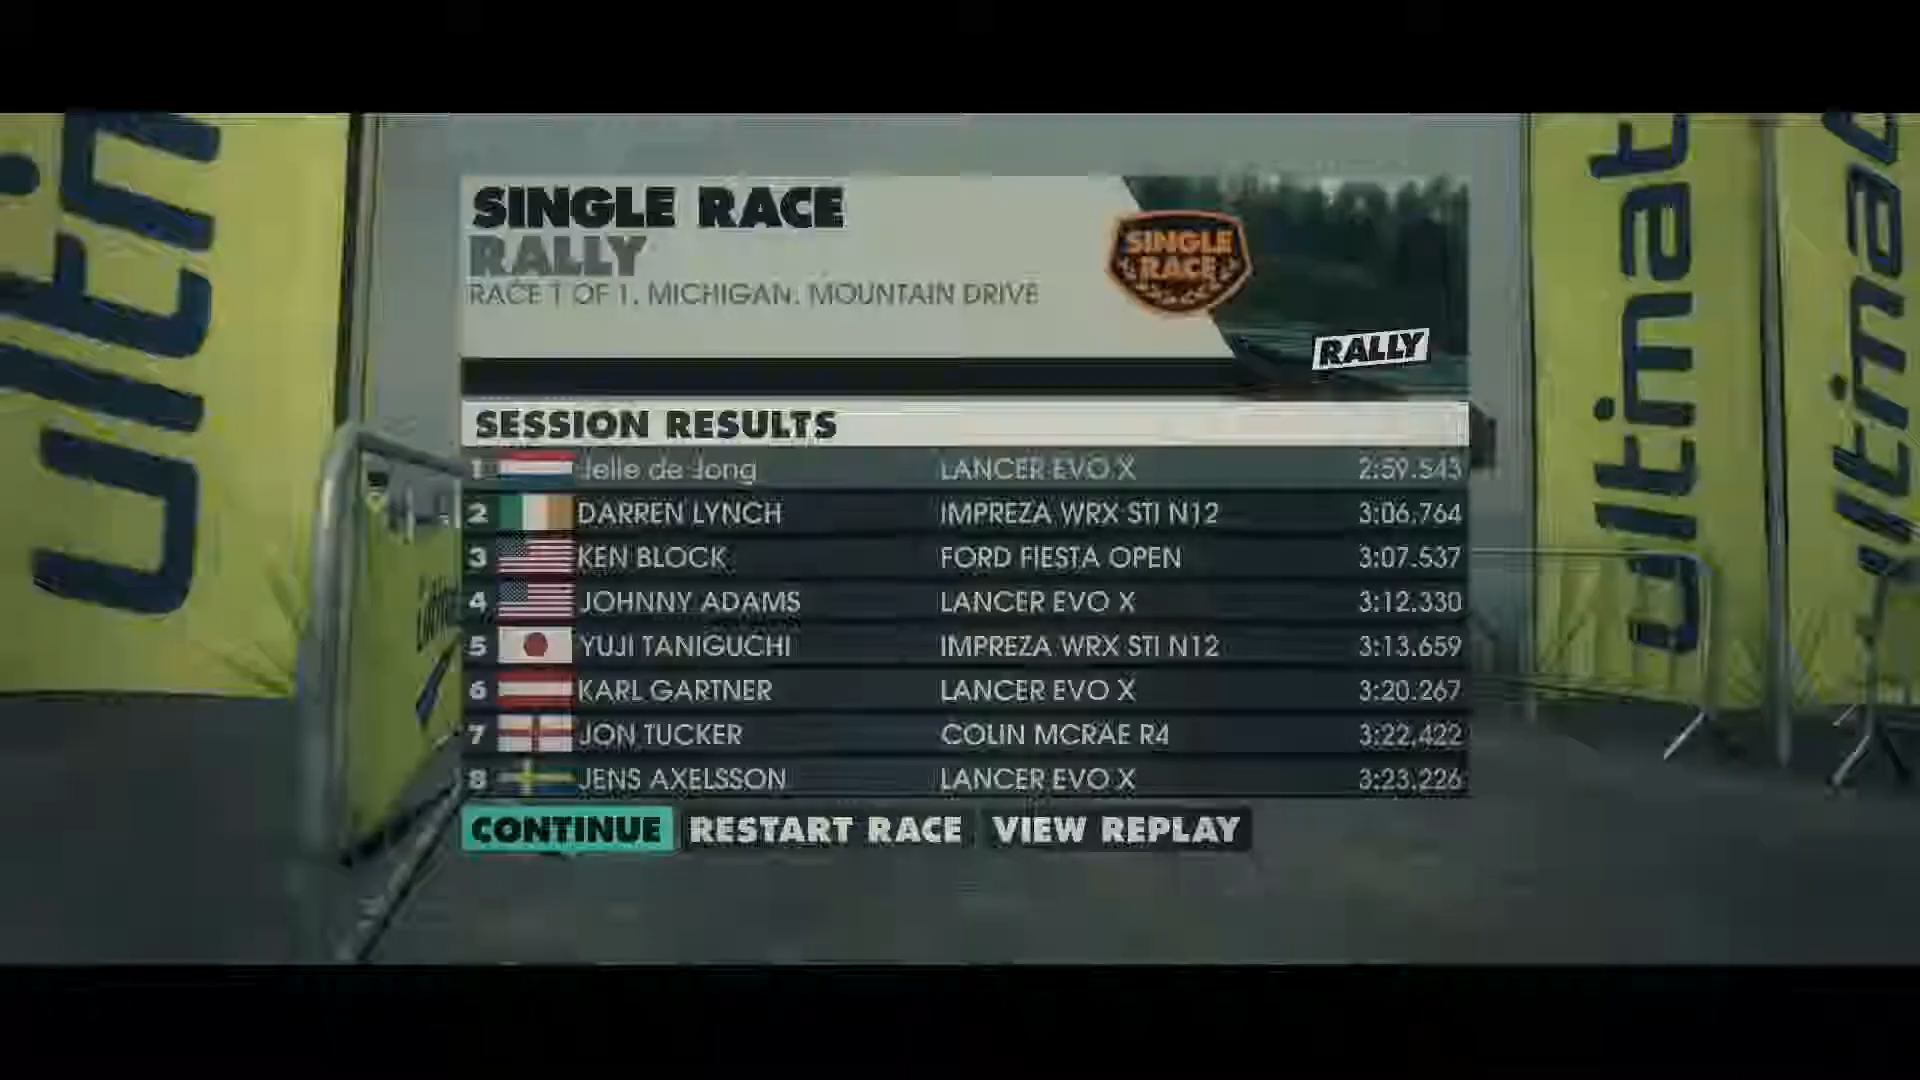 SINGLE RACE
RALLY
RACE 1 OF 1. MICHIGAN. MOUNTAIN DRIVE
SINGLE
RACE
RALLY
SESSION RESULTS
1 Jelle de Jong LANCER EVO X 2:59.543
2 DARREN LYNCH IMPREZA WRX STI N12 3:06.764
3 KEN BLOCK FORD FIESTA OPEN 3:07.537
4 JOHNNY ADAMS LANCER EVO X 3:12.330
5 YUJI TANIGUCHI IMPREZA WRX STI N12 3:13.659
6 KARL GARTNER LANCER EVO X 3:20.267
7 JON TUCKER COLIN MCRAE R4 3:22.422
8 JENS AXELSSON LANCER EVO X 3:23.226
CONTINUE RESTART RACE VIEW REPLAY
ultimat